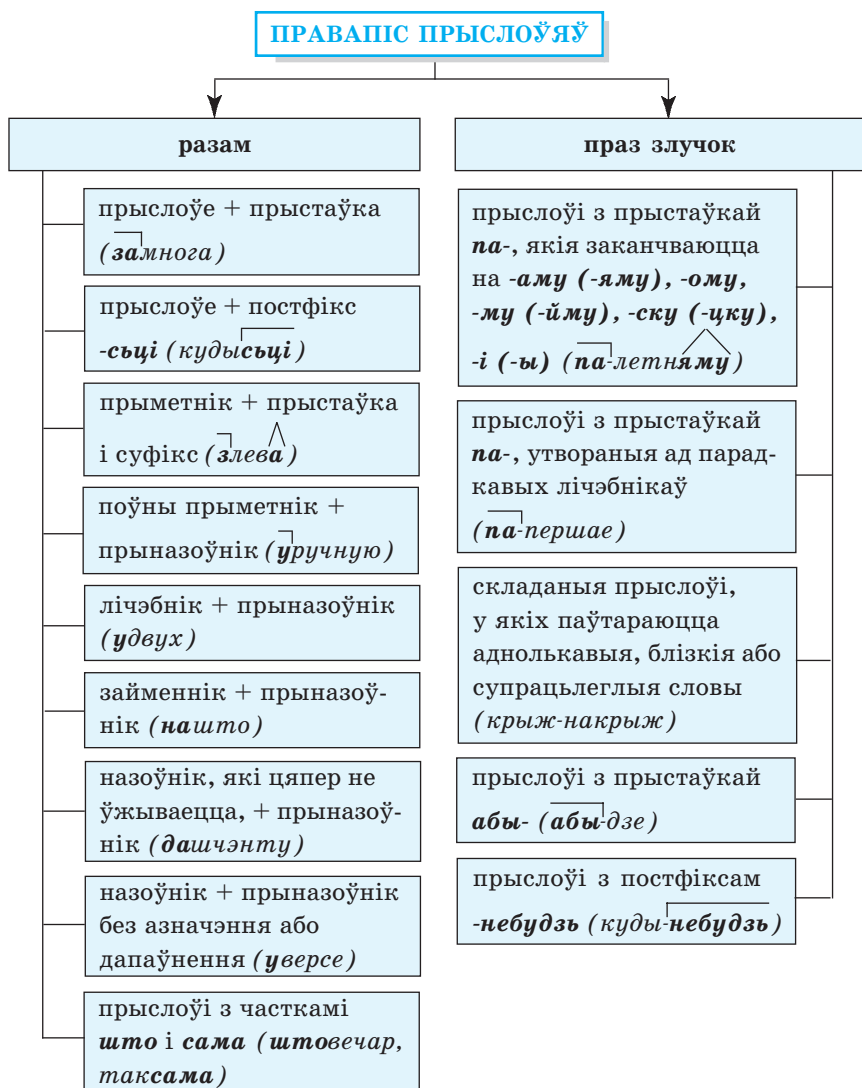 ПРАВАПІС ПРЫСЛОЎЯЎ
разам
прыслоўе + прыстаўка
(замнога)
прыслоўе + постфікс
-сьці (кудысьці)
прыметнік + прыстаўка
і суфікс (злева)
поўны прыметнік +
прыназоўнік (уручную)
лічэбнік + прыназоўнік
(удвух)
займеннік + прыназоў-
нік (нашто)
назоўнік, які цяпер не
ўжываецца, + прыназоў-
нік (дашчэнту)
назоўнік + прыназоўнік
без азначэння або
дапаўнення (уверсе)
прыслоўі з часткамі
што і сама (штовечар,
таксама)
праз злучок
прыслоўі з прыстаўкай
па-, якія заканчваюцца
на -аму (-яму), -ому,
-му (-йму), -ску (-цку),
-і (-ы) (па-летняму)
прыслоўі з прыстаўкай
па-, утвораныя ад парад-
кавых лічэбнікаў
(па-першае)
складаныя прыслоўі,
у якіх паўтараюцца
аднолькавыя, блізкія або
супрацьлеглыя словы
(крыж-накрыж)
прыслоўі з прыстаўкай
абы- (абы-дзе)
прыслоўі з постфіксам
-небудзь (куды-небудзь)